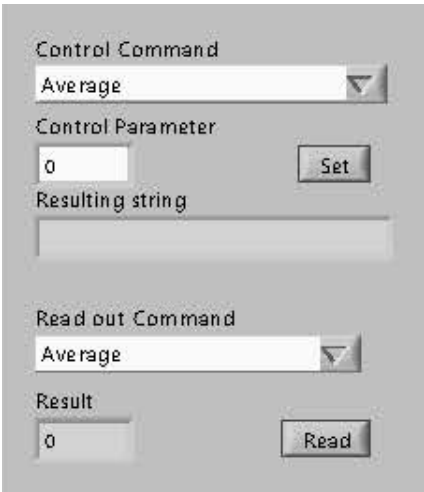 Control Command
Average
Control Parameter
0 Set
Resulting string
Read out Command
Average
Result
0 Read